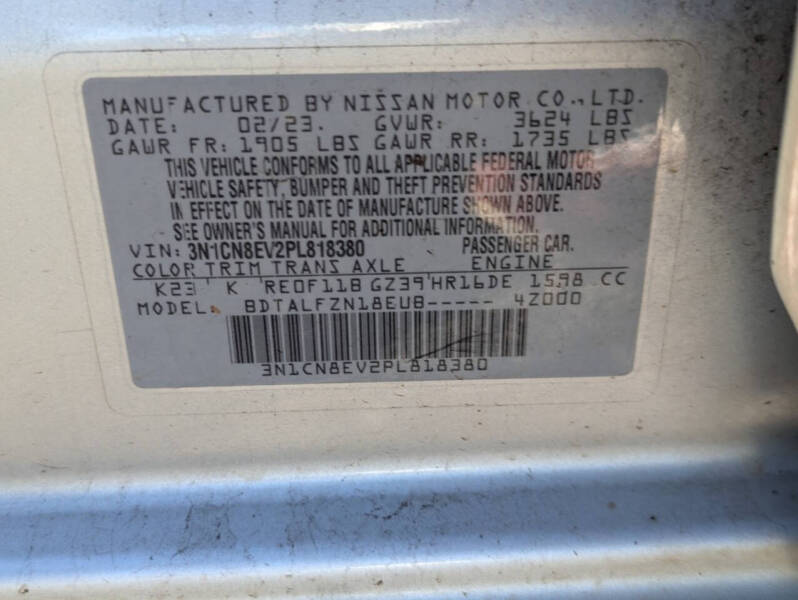 MANUFACTURED BY NISSAN MOTOR CO., LTD.
DATE: 02/23. GVWR: 3624 LBS
GAWR FR: 1905 LBS GAWR RR: 1735 LBS
THIS VEHICLE CONFORMS TO ALL APPLICABLE FEDERAL MOTOR
VEHICLE SAFETY, BUMPER AND THEFT PREVENTION STANDARDS
IN EFFECT ON THE DATE OF MANUFACTURE SHOWN ABOVE.
SEE OWNER'S MANUAL FOR ADDITIONAL INFORMATION.
VIN: 3N1CN8EV2PL818380 PASSENGER CAR.
COLOR TRIM TRANS AXLE ENGINE
K23 K RE0F11B GZ39 HR16DE 1598 CC
MODEL: BDTALFZN18EUB----- 4Z000
3N1CN8EV2PL818380